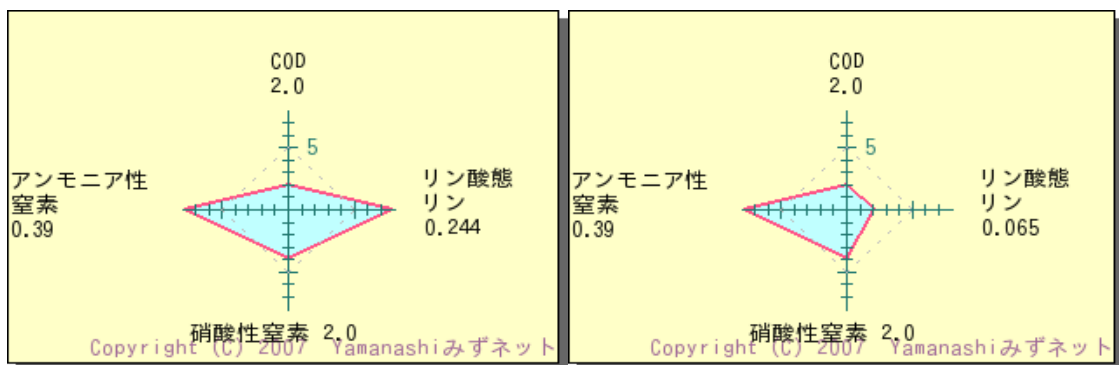 COD
2.0
5
アンモニア性
窒素
0.39
リン酸態
リン
0.244
硝酸性窒素 2.0
Copyright (C) 2007 Yamanashiみずネット
COD
2.0
5
アンモニア性
窒素
0.39
リン酸態
リン
0.065
硝酸性窒素 2.0
Copyright (C) 2007 Yamanashiみずネット